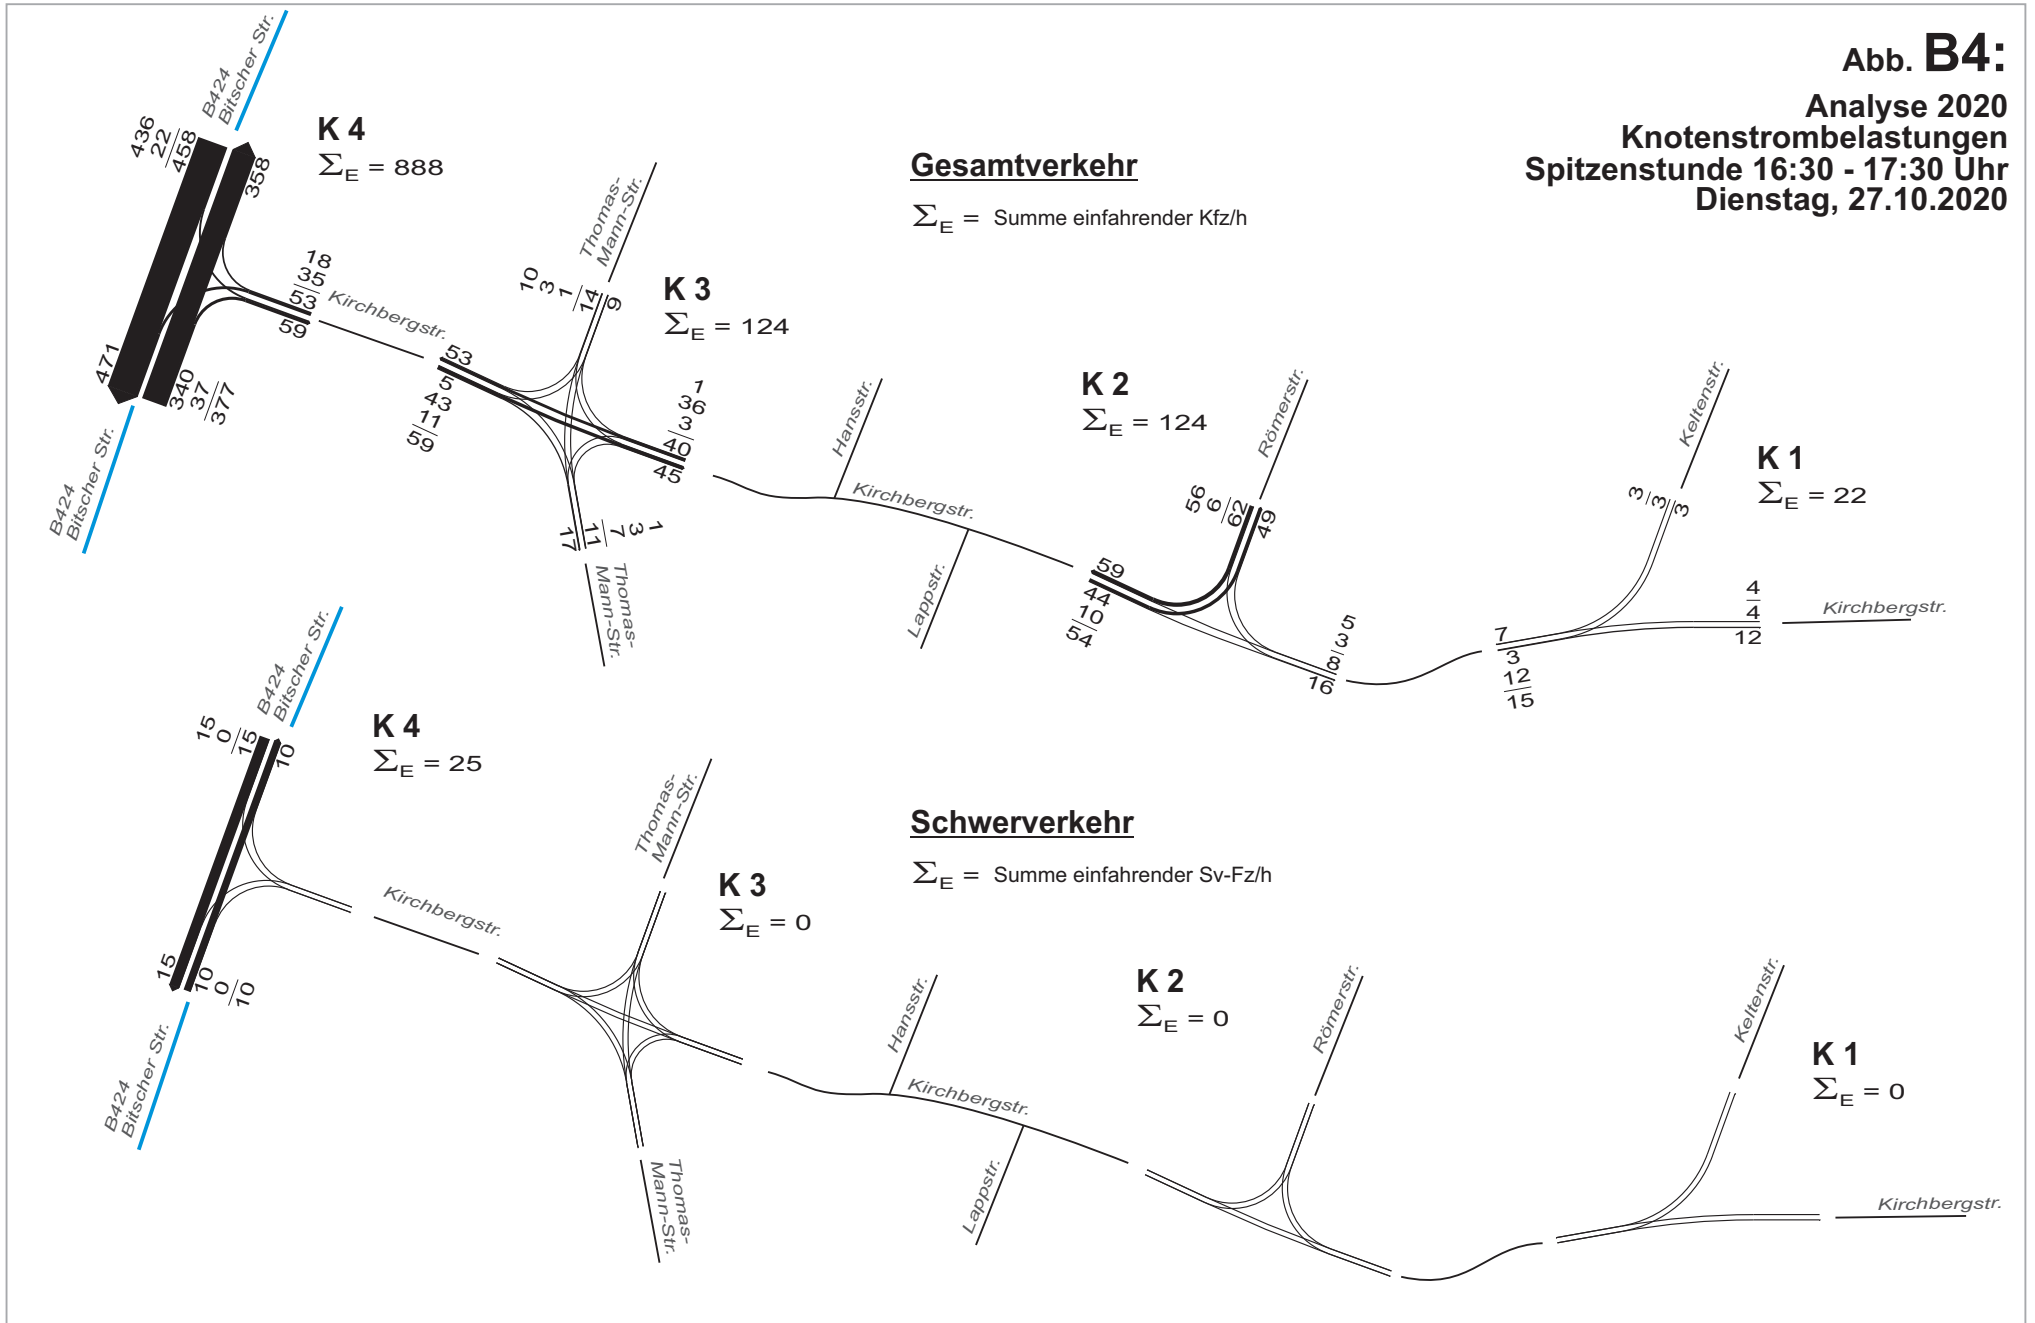 Abb. B4:
Analyse 2020
Knotenstrombelastungen
Spitzenstunde 16:30 - 17:30 Uhr
Dienstag, 27.10.2020
Gesamtverkehr
ΣE = Summe einfahrender Kfz/h
B424
Bitscher Str.
436
22
458
358
K 4
ΣE = 888
18
35
53
59
471
340
37
377
B424
Bitscher Str.
Kirchbergstr.
Thomas-
Mann-Str.
10
3
1
14
9
K 3
ΣE = 124
53
5
43
11
59
1
36
3
40
45
17
11
7
3
1
Thomas-
Mann-Str.
Hansstr.
Kirchbergstr.
Lappstr.
K 2
ΣE = 124
Römerstr.
56
6
62
49
59
44
10
54
5
3
8
16
Keltenstr.
K 1
ΣE = 22
3
3
3
7
3
12
15
4
4
12
Kirchbergstr.
Schwerverkehr
ΣE = Summe einfahrender Sv-Fz/h
B424
Bitscher Str.
15
0
15
10
K 4
ΣE = 25
15
10
0
10
B424
Bitscher Str.
Kirchbergstr.
Thomas-
Mann-Str.
K 3
ΣE = 0
Thomas-
Mann-Str.
Hansstr.
Kirchbergstr.
Lappstr.
K 2
ΣE = 0
Römerstr.
Keltenstr.
K 1
ΣE = 0
Kirchbergstr.